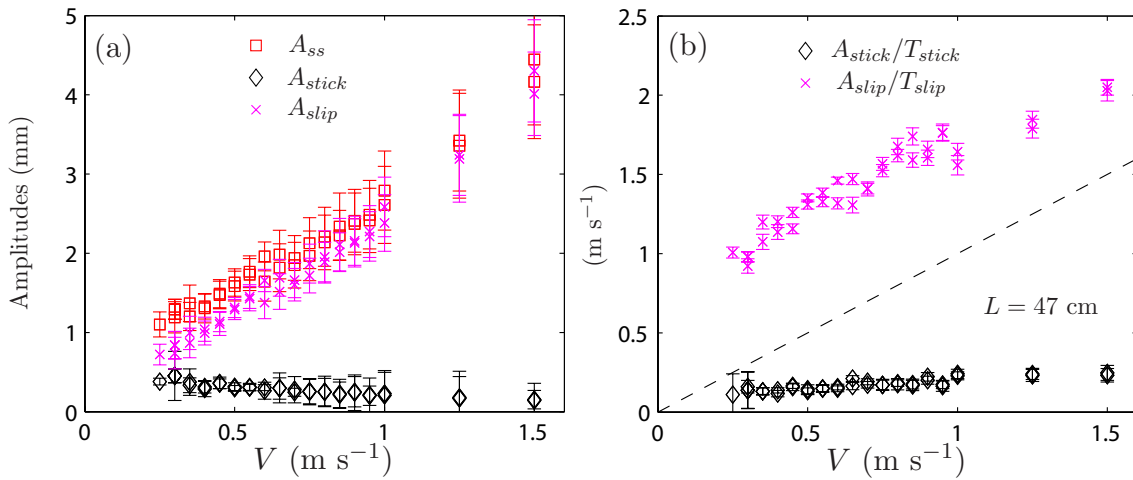 (a)
A_ss
A_stick
A_slip
Amplitudes (mm)
5
4
3
2
1
0
0
0.5
1
1.5
V (m s⁻¹)
(b)
A_stick/T_stick
A_slip/T_slip
(m s⁻¹)
2.5
2
1.5
1
0.5
0
L = 47 cm
0
0.5
1
1.5
V (m s⁻¹)